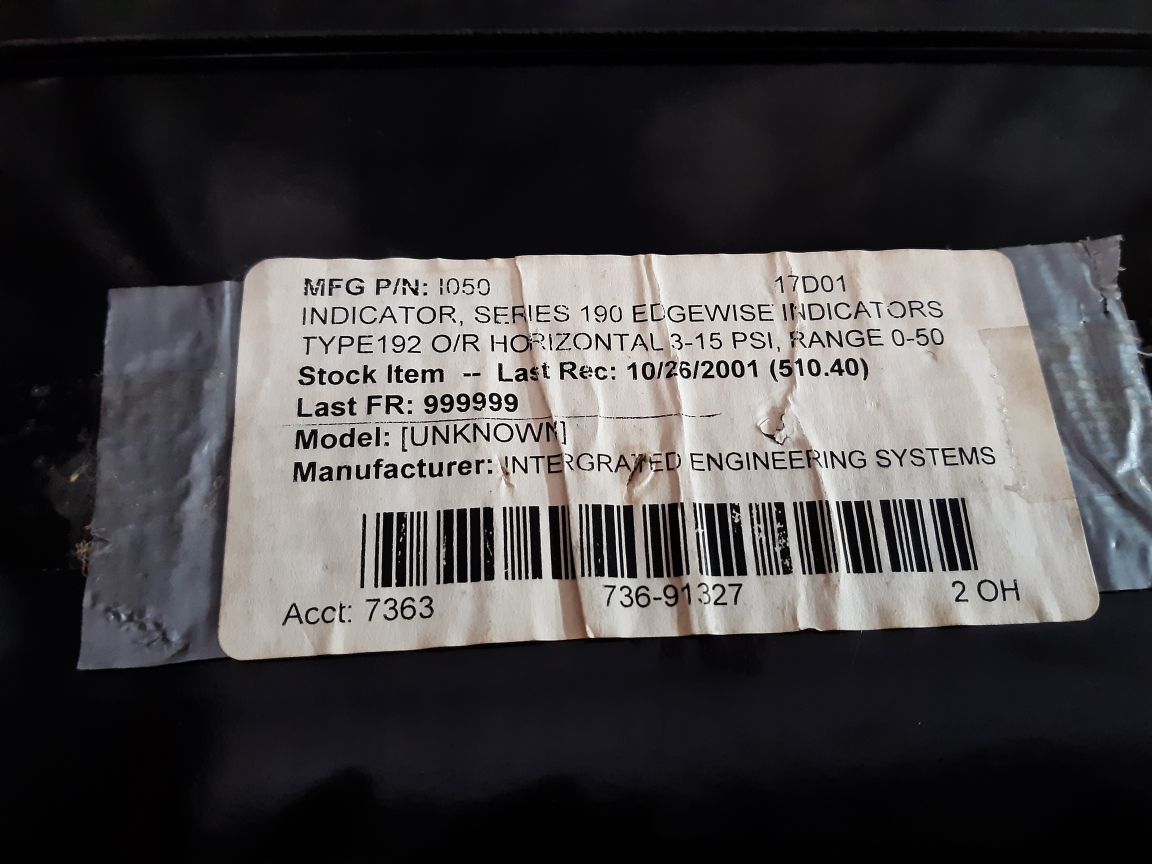 MFG P/N: I050 17D01
INDICATOR, SERIES 190 EDGEWISE INDICATORS
TYPE192 O/R HORIZONTAL 3-15 PSI, RANGE 0-50
Stock Item -- Last Rec: 10/26/2001 (510.40)
Last FR: 999999
Model: [UNKNOWN]
Manufacturer: INTERGRATED ENGINEERING SYSTEMS
Acct: 7363 736-91327 2 OH